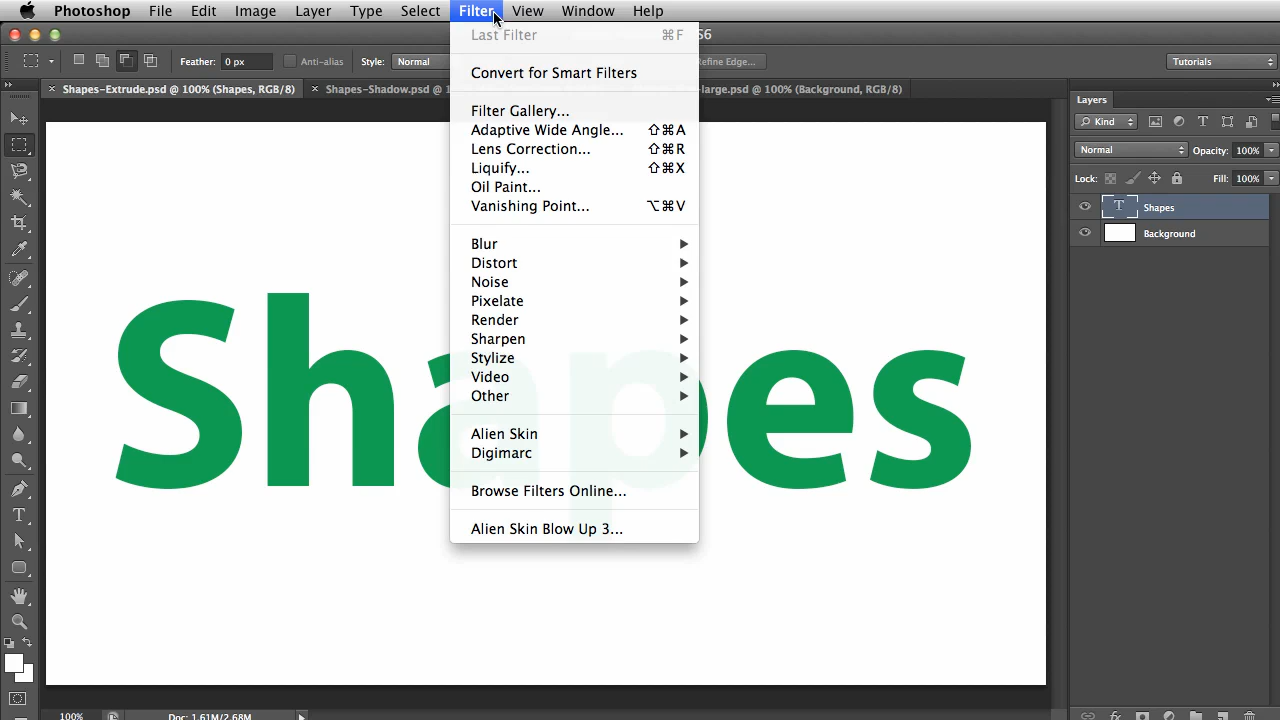 Photoshop File Edit Image Layer Type Select Filter View Window Help
Last Filter ⌘F
S6
Feather: 0 px Anti-alias Style: Normal Refine Edge... Tutorials
Convert for Smart Filters
× Shapes-Extrude.psd @ 100% (Shapes, RGB/8) × Shapes-Shadow.psd @ 1 -large.psd @ 100% (Background, RGB/8)
Layers
Filter Gallery...
Kind
Adaptive Wide Angle... ⇧⌘A
Lens Correction... ⇧⌘R
Normal Opacity: 100%
Liquify... ⇧⌘X
Lock: Fill: 100%
Oil Paint...
Vanishing Point... ⌥⌘V
T Shapes
Background
Blur
Distort
Noise
Pixelate
Render
Sharpen
Stylize
Video
Other
Shapes
Alien Skin
Digimarc
Browse Filters Online...
Alien Skin Blow Up 3...
100% Doc: 1.61M/2.68M